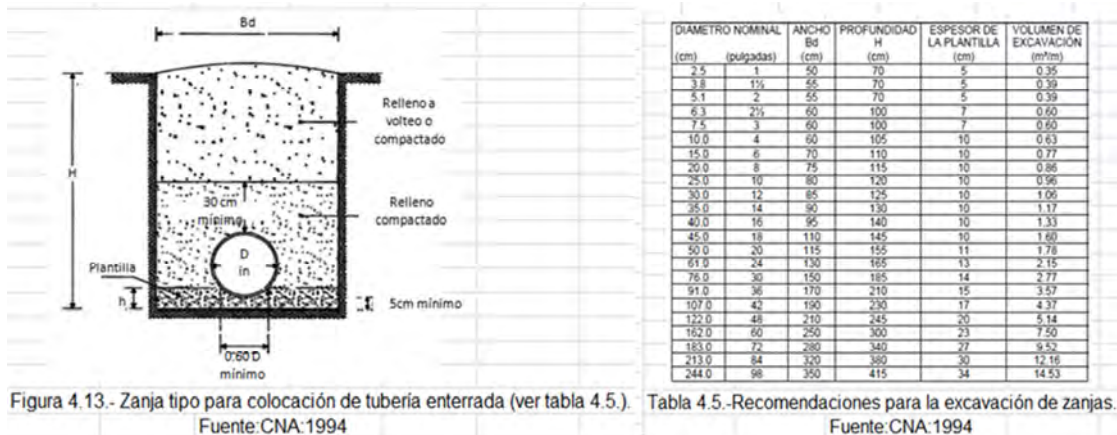 Bd
H
Relleno a
volteo o
compactado
30 cm
mínimo
Relleno
compactado
D
in
Plantilla
h
5cm mínimo
0.60 D
mínimo
Figura 4.13.- Zanja tipo para colocación de tubería enterrada (ver tabla 4.5.).
Fuente:CNA:1994
DIAMETRO NOMINAL ANCHO PROFUNDIDAD ESPESOR DE VOLUMEN DE
Bd H LA PLANTILLA EXCAVACIÓN
(cm) (pulgadas) (cm) (cm) (cm) (m³/m)
2.5 1 50 70 5 0.35
3.8 1½ 55 70 5 0.39
5.1 2 55 70 5 0.39
6.3 2½ 60 100 7 0.60
7.5 3 60 100 7 0.60
10.0 4 60 105 10 0.63
15.0 6 70 110 10 0.77
20.0 8 75 115 10 0.86
25.0 10 80 120 10 0.96
30.0 12 85 125 10 1.06
35.0 14 90 130 10 1.17
40.0 16 95 140 10 1.33
45.0 18 110 145 10 1.60
50.0 20 115 155 11 1.78
61.0 24 130 165 13 2.15
76.0 30 150 185 14 2.77
91.0 36 170 210 15 3.57
107.0 42 190 230 17 4.37
122.0 48 210 245 20 5.14
162.0 60 250 300 23 7.50
183.0 72 280 340 27 9.52
213.0 84 320 380 30 12.16
244.0 98 350 415 34 14.53
Tabla 4.5.-Recomendaciones para la excavación de zanjas.
Fuente:CNA:1994